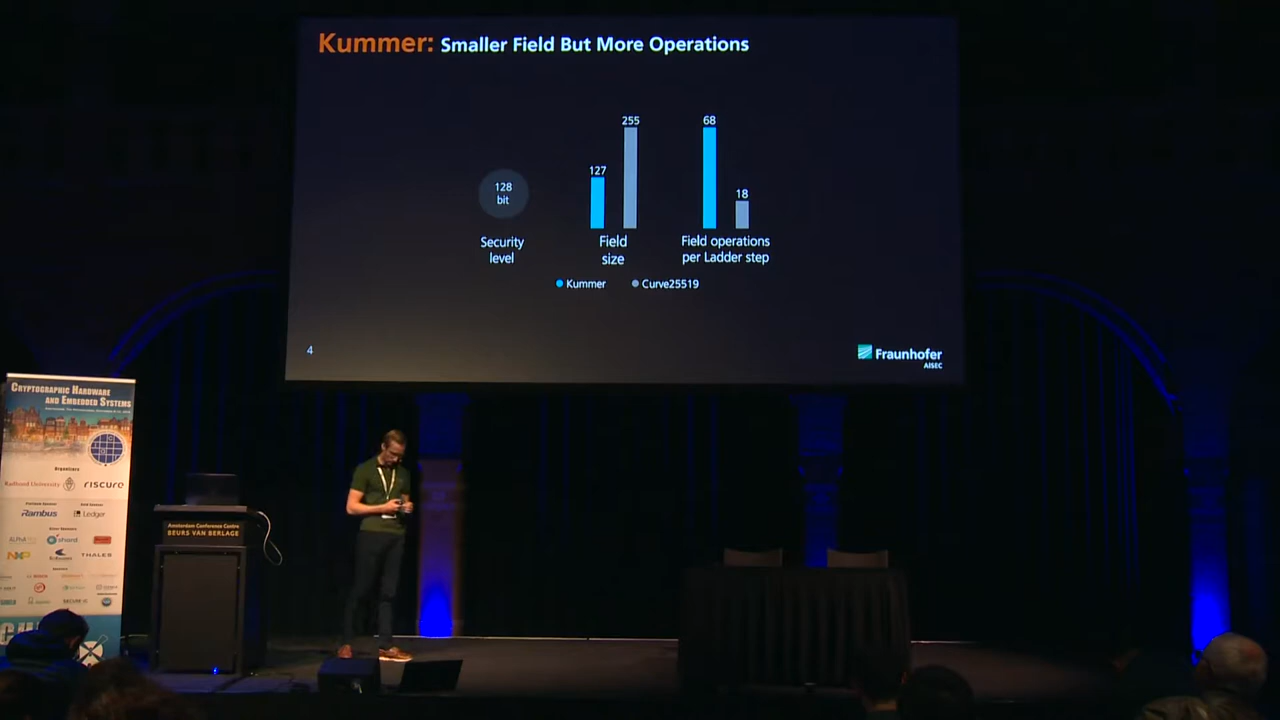 Kummer: Smaller Field But More Operations
255
68
127
18
128
bit
Security
level
Field
size
Field operations
per Ladder step
Kummer
Curve25519
4
Fraunhofer
AISEC
CRYPTOGRAPHIC HARDWARE
AND EMBEDDED SYSTEMS
Radboud University
riscure
Rambus
Ledger
eshard
NXP
THALES
Amsterdam Conference Centre
BEURS VAN BERLAGE